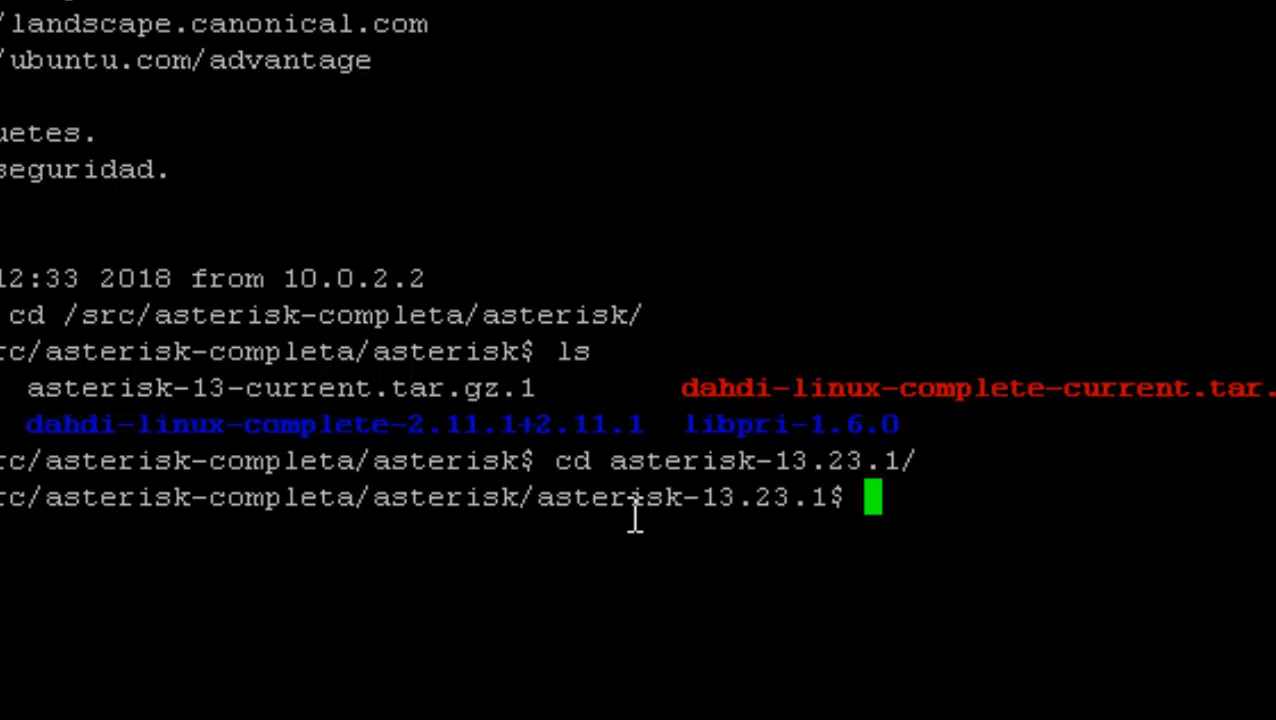 /landscape.canonical.com
/ubuntu.com/advantage
uetes.
seguridad.
12:33 2018 from 10.0.2.2
cd /src/asterisk-completa/asterisk/
rc/asterisk-completa/asterisk$ ls
asterisk-13-current.tar.gz.1 dahdi-linux-complete-current.tar.
dahdi-linux-complete-2.11.1+2.11.1 libpri-1.6.0
rc/asterisk-completa/asterisk$ cd asterisk-13.23.1/
rc/asterisk-completa/asterisk/asterisk-13.23.1$